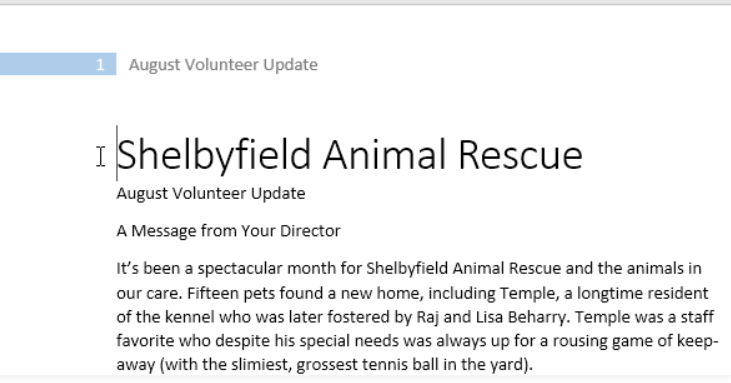 1 August Volunteer Update
Shelbyfield Animal Rescue
August Volunteer Update
A Message from Your Director
It’s been a spectacular month for Shelbyfield Animal Rescue and the animals in
our care. Fifteen pets found a new home, including Temple, a longtime resident
of the kennel who was later fostered by Raj and Lisa Beharry. Temple was a staff
favorite who despite his special needs was always up for a rousing game of keep-
away (with the slimiest, grossest tennis ball in the yard).